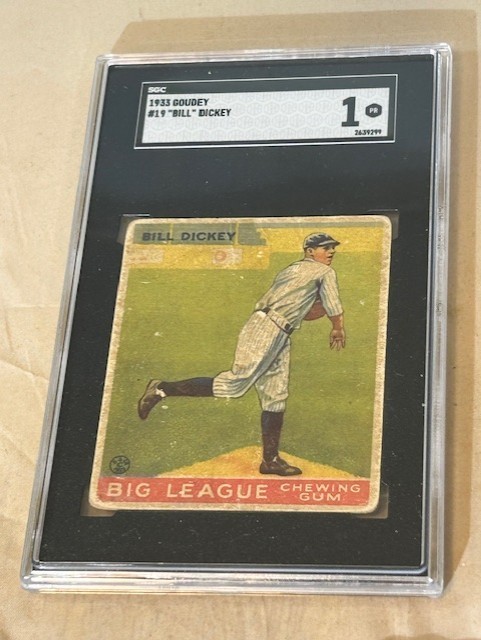 SGC
1933 GOUDEY
#19 "BILL" DICKEY
1 PR
2639299
BILL DICKEY
BIG LEAGUE CHEWING GUM